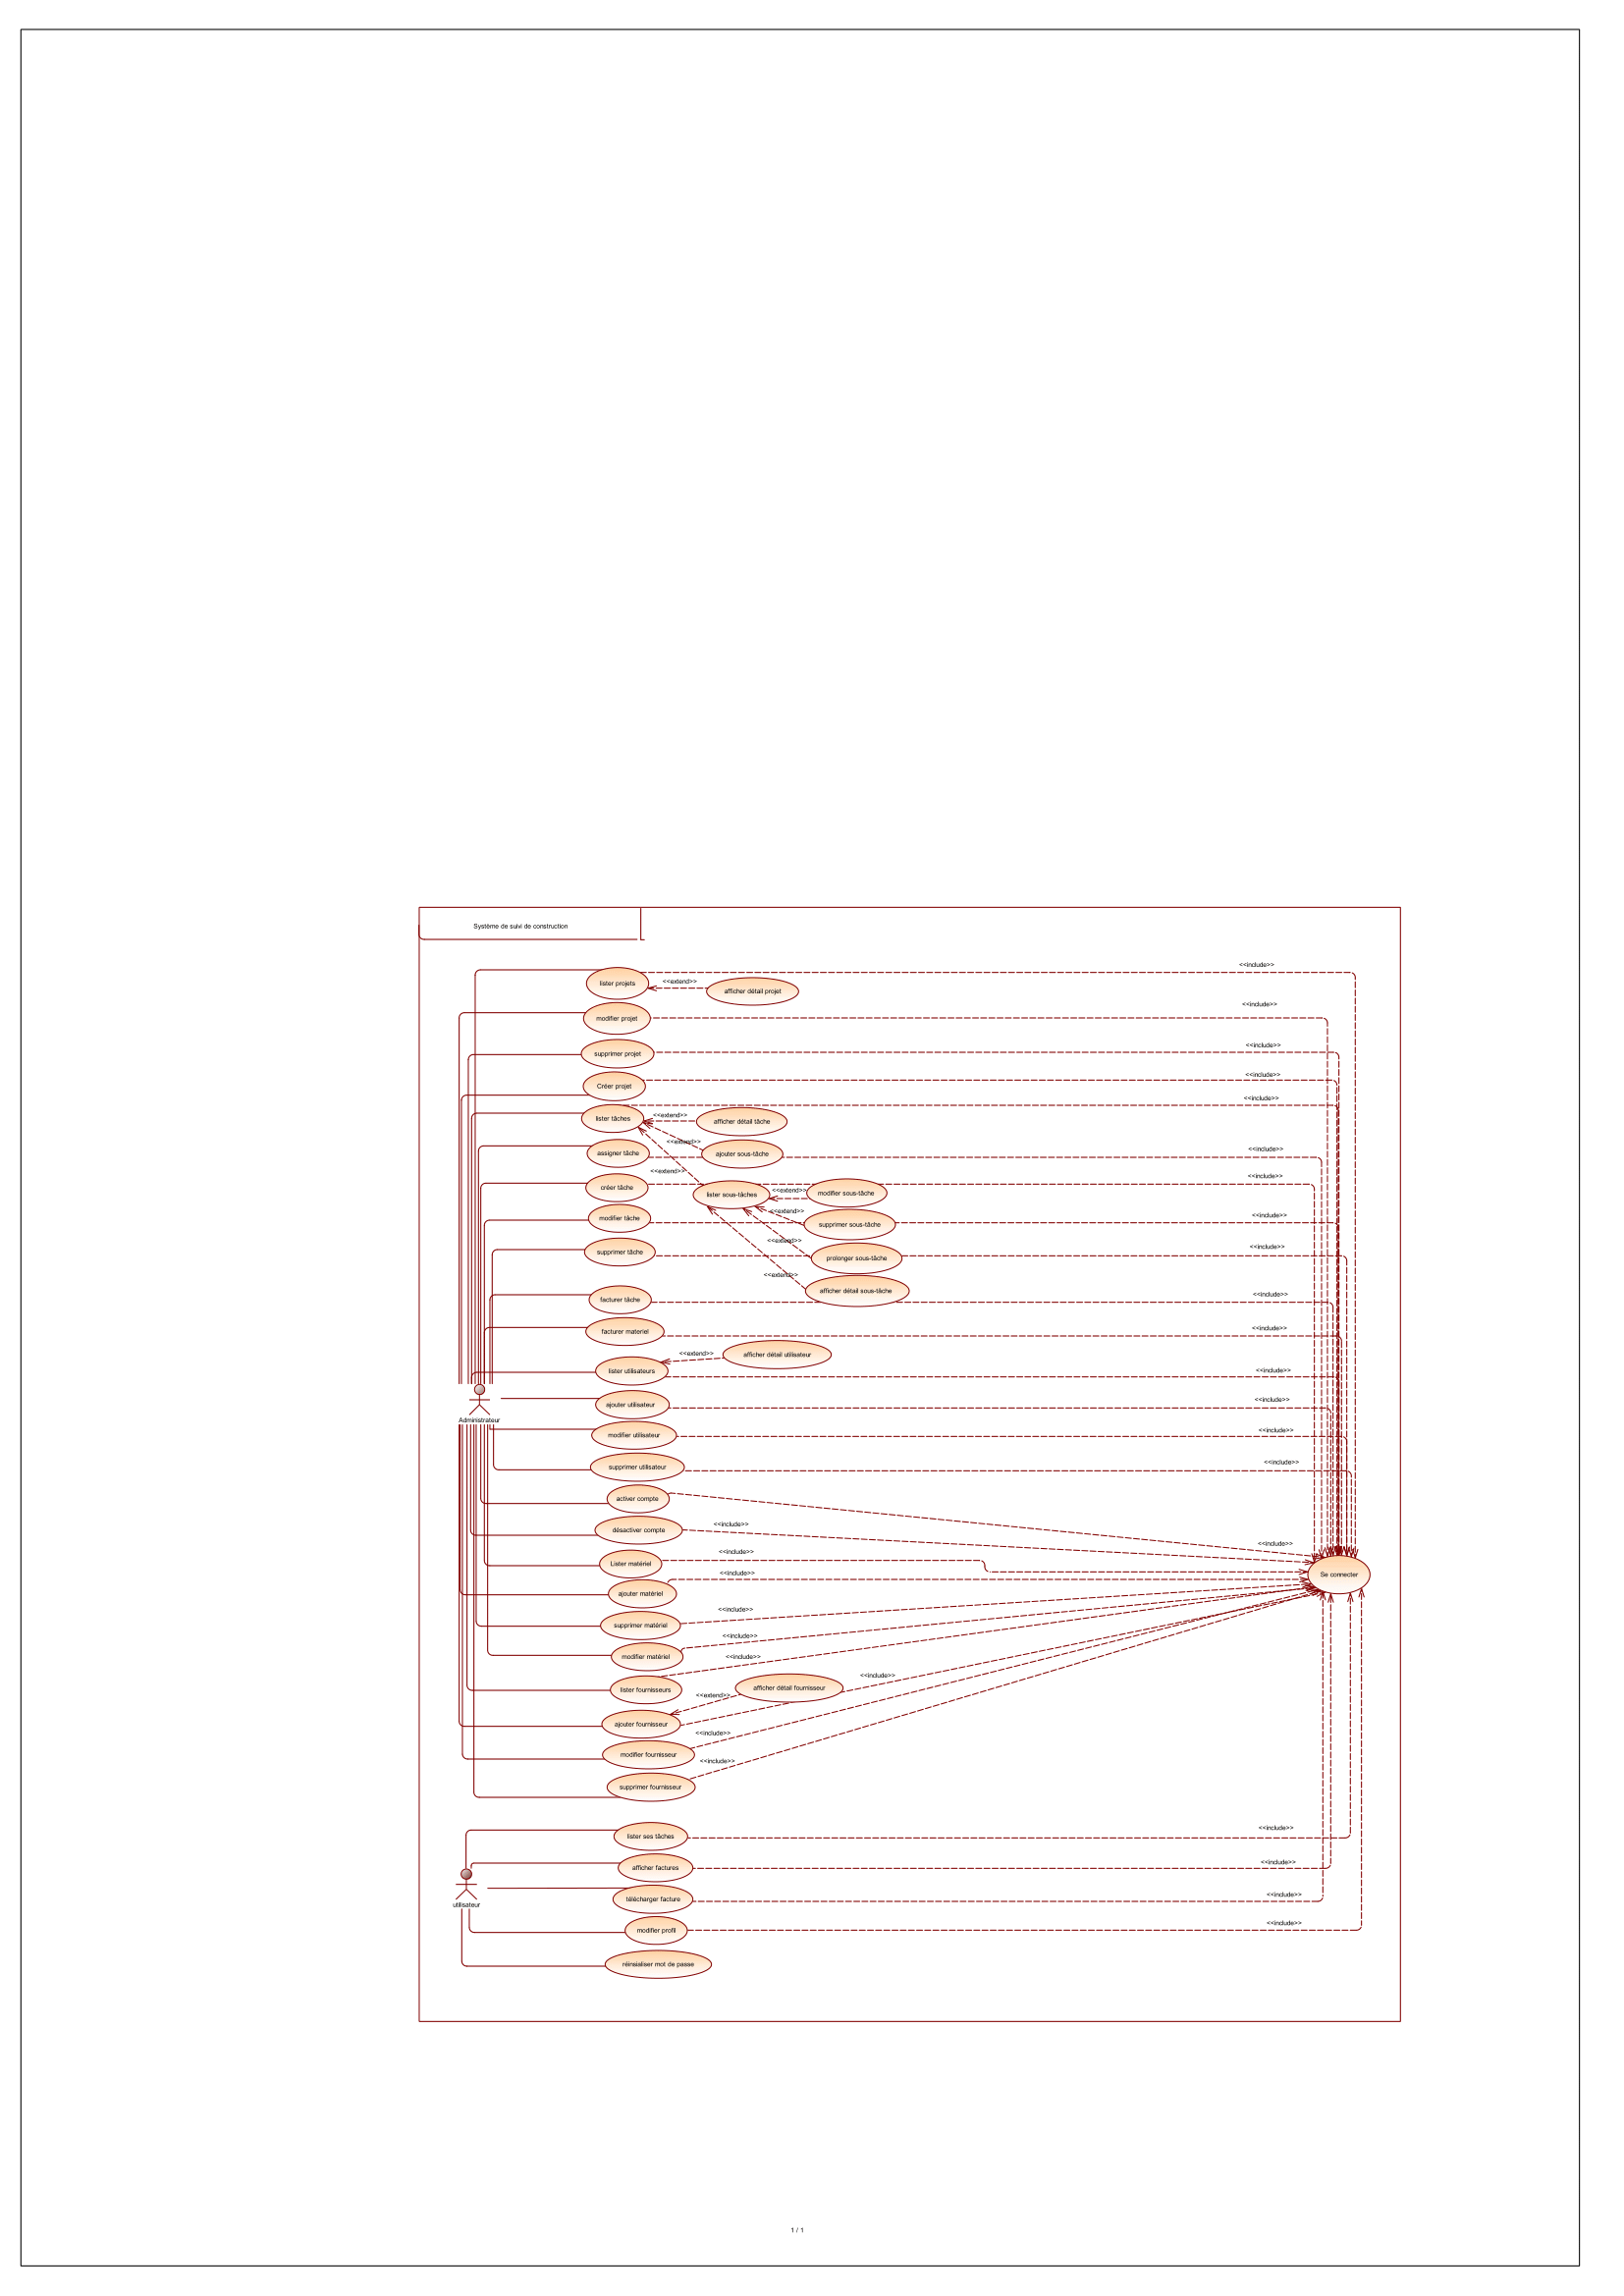 Système de suivi de construction
<<include>>
lister projets
<<extend>>
afficher détail projet
<<include>>
modifier projet
<<include>>
supprimer projet
<<include>>
Créer projet
<<include>>
lister tâches
<<extend>>
afficher détail tâche
<<extend>>
assigner tâche
ajouter sous-tâche
<<include>>
<<extend>>
<<include>>
créer tâche
lister sous-tâches
<<extend>>
modifier sous-tâche
<<extend>>
modifier tâche
supprimer sous-tâche
<<include>>
<<extend>>
supprimer tâche
prolonger sous-tâche
<<include>>
<<extend>>
afficher détail sous-tâche
<<include>>
facturer tâche
facturer materiel
<<include>>
<<extend>>
afficher détail utilisateur
lister utilisateurs
<<include>>
Administrateur
ajouter utilisateur
<<include>>
modifier utilisateur
<<include>>
supprimer utilisateur
<<include>>
activer compte
désactiver compte
<<include>>
<<include>>
Lister matériel
<<include>>
<<include>>
Se connecter
ajouter matériel
<<include>>
supprimer matériel
<<include>>
modifier matériel
<<include>>
<<include>>
lister fournisseurs
afficher détail fournisseur
<<extend>>
ajouter fournisseur
<<include>>
modifier fournisseur
<<include>>
supprimer fournisseur
<<include>>
lister ses tâches
<<include>>
afficher factures
<<include>>
télécharger facture
utilisateur
<<include>>
modifier profil
réinsialiser mot de passe
1 / 1